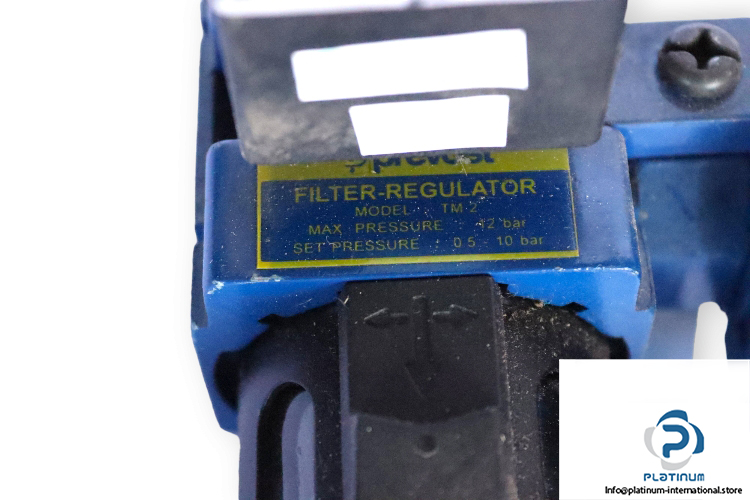 prevost
FILTER-REGULATOR
MODEL : TM 2
MAX. PRESSURE : 12 bar
SET PRESSURE : 0.5 - 10 bar
PLATINUM
Info@platinum-international.store